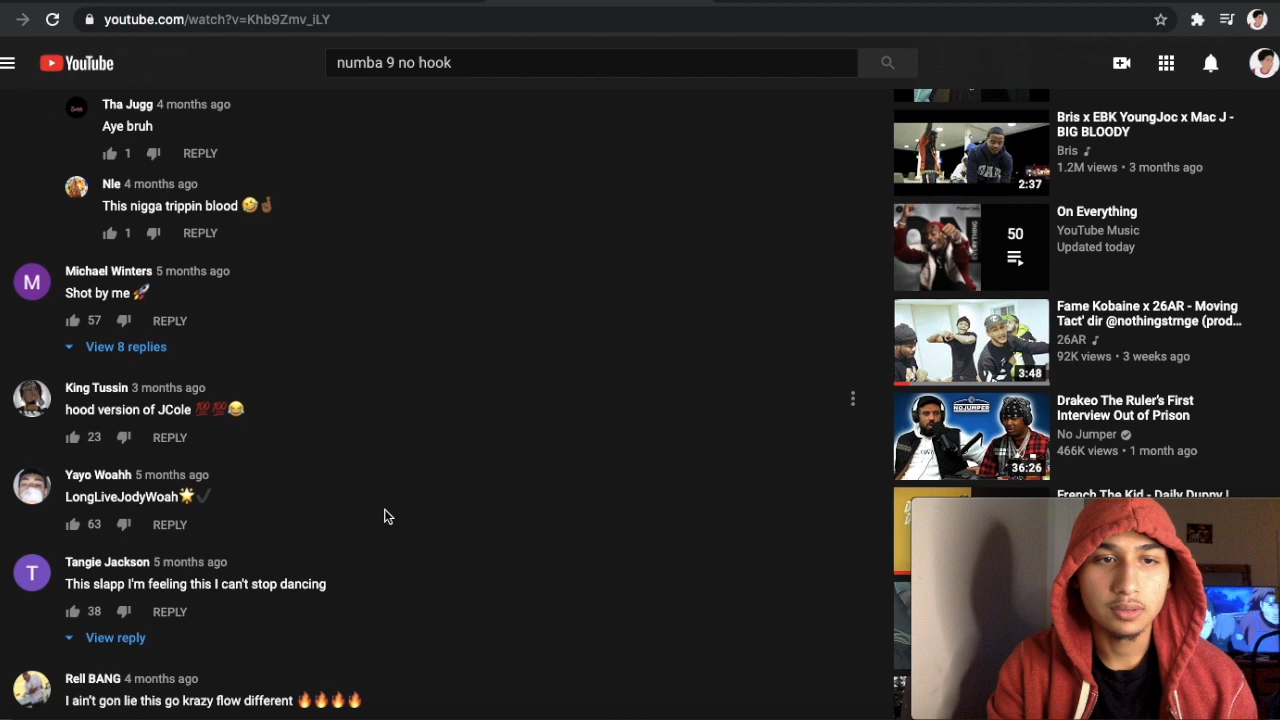 youtube.com/watch?v=Khb9Zmv_iLY
YouTube
numba 9 no hook
Tha Jugg 4 months ago
Aye bruh
1 REPLY
Nle 4 months ago
This nigga trippin blood 🤣🤞🏾
1 REPLY
M
Michael Winters 5 months ago
Shot by me 🚀
57 REPLY
View 8 replies
King Tussin 3 months ago
hood version of JCole 💯💯😂
23 REPLY
Yayo Woahh 5 months ago
LongLiveJodyWoah🌟✔
63 REPLY
T
Tangie Jackson 5 months ago
This slapp I'm feeling this I can't stop dancing
38 REPLY
View reply
Rell BANG 4 months ago
I ain't gon lie this go krazy flow different 🔥🔥🔥🔥
2:37
Bris x EBK YoungJoc x Mac J -
BIG BLOODY
Bris
1.2M views • 3 months ago
50
On Everything
YouTube Music
Updated today
3:48
Fame Kobaine x 26AR - Moving
Tact' dir @nothingstrnge (prod...
26AR
92K views • 3 weeks ago
NOJUMPER
36:26
Drakeo The Ruler's First
Interview Out of Prison
No Jumper
466K views • 1 month ago
French The Kid - Daily Duppy |